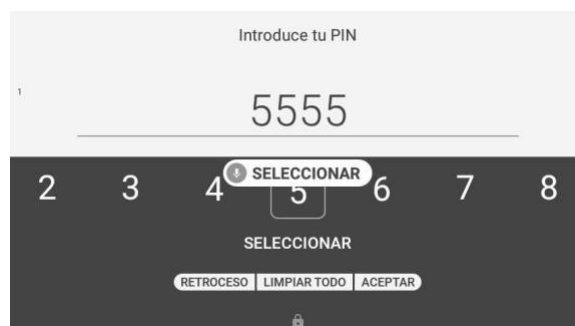 Introduce tu PIN
1
5555
SELECCIONAR
2 3 4 5 6 7 8
SELECCIONAR
RETROCESO LIMPIAR TODO ACEPTAR